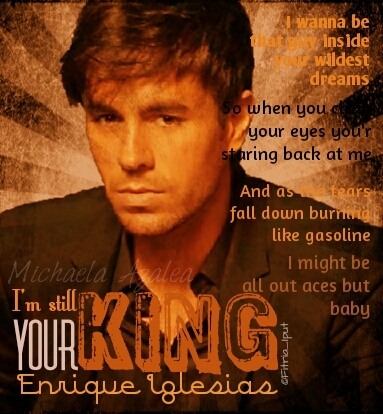 I wanna be
that guy inside
your wildest
dreams
So when you close
your eyes you'r
staring back at me
And as the tears
fall down burning
like gasoline
I might be
all out aces but
baby
Michaela Azalea
I'm still
YOUR KING
Enrique Iglesias
©Fitria_Iput